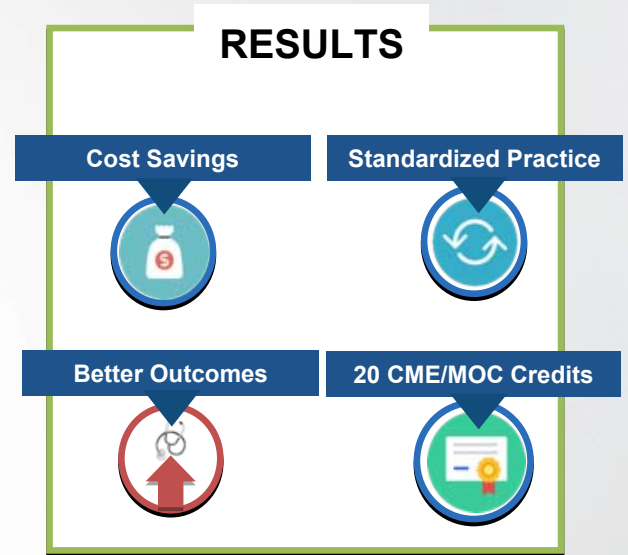 RESULTS
Cost Savings
Standardized Practice
Better Outcomes
20 CME/MOC Credits